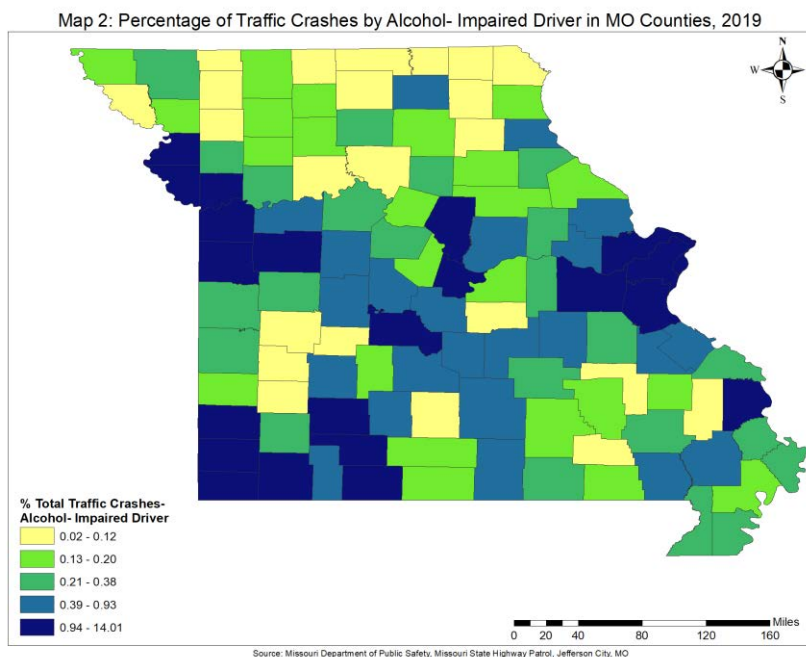 Map 2: Percentage of Traffic Crashes by Alcohol- Impaired Driver in MO Counties, 2019
N
W
S
% Total Traffic Crashes-
Alcohol- Impaired Driver
0.02 - 0.12
0.13 - 0.20
0.21 - 0.38
0.39 - 0.93
0.94 - 14.01
Miles
0 20 40 80 120 160
Source: Missouri Department of Public Safety, Missouri State Highway Patrol, Jefferson City, MO